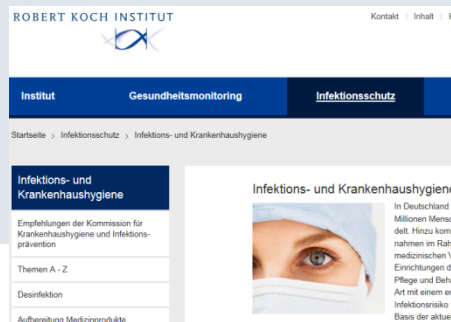 ROBERT KOCH INSTITUT
Kontakt | Inhalt |
Institut
Gesundheitsmonitoring
Infektionsschutz
Startseite > Infektionsschutz > Infektions- und Krankenhaushygiene
Infektions- und
Krankenhaushygiene
Empfehlungen der Kommission für
Krankenhaushygiene und Infektions-
prävention
Themen A - Z
Desinfektion
Aufbereitung Medizinprodukte
Infektions- und Krankenhaushygiene
In Deutschland
Millionen Mensc
delt. Hinzu kom
nahmen im Rah
medizinischen V
Einrichtungen d
Pflege und Beh
Art mit einem er
Infektionsrisiko
Basis der aktue